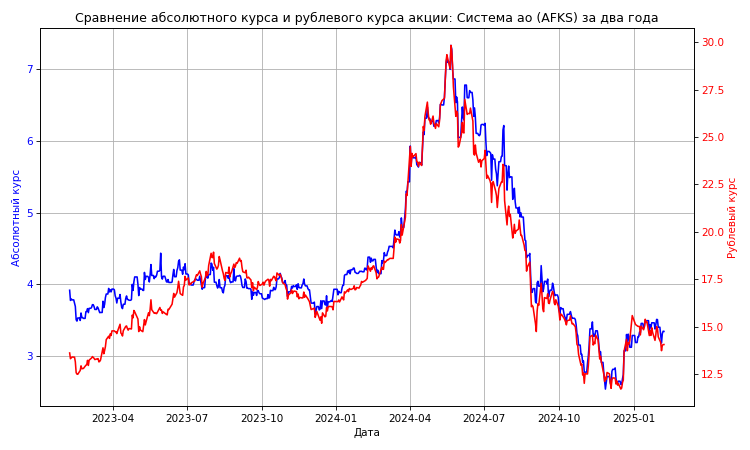 Сравнение абсолютного курса и рублевого курса акции: Система ао (AFKS) за два года
Абсолютный курс
7
6
5
4
3
30.0
27.5
25.0
22.5
20.0
17.5
15.0
12.5
Рублевый курс
2023-04 2023-07 2023-10 2024-01 2024-04 2024-07 2024-10 2025-01
Дата